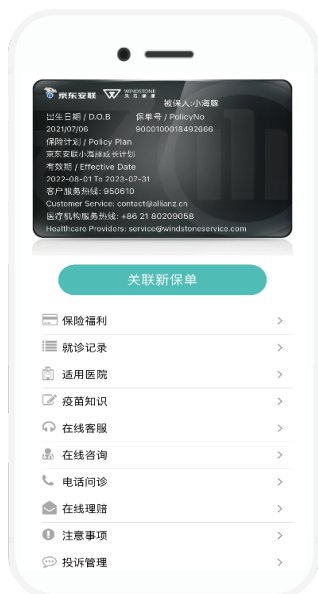 京东安联 WINDSTONE
久石保康
被保人:小海豚
出生日期 / D.O.B 保单号 / PolicyNo
2021/07/06 9000100018492666
保险计划 / Policy Plan
京东安联小海豚成长计划
有效期 / Effective Date
2022-08-01 To 2023-07-31
客户服务热线: 950610
Customer Service: contact@allianz.cn
医疗机构服务热线: +86 21 80209058
Healthcare Providers: service@windstoneservice.com
关联新保单
保险福利
就诊记录
适用医院
疫苗知识
在线客服
在线咨询
电话问诊
在线理赔
注意事项
投诉管理